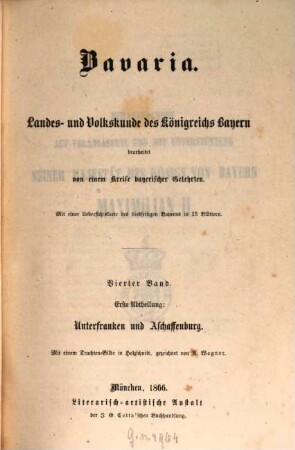 Bavaria.
Landes- und Volkskunde des Königreichs Bayern
bearbeitet
von einem Kreise bayerischer Gelehrter.
Mit einer Uebersichtskarte des diesseitigen Bayerns in 15 Blättern.
Vierter Band.
Erste Abtheilung:
Unterfranken und Aschaffenburg.
Mit einem Trachten-Bilde in Holzschnitt, gezeichnet von R. Wagner.
München, 1866.
Literarisch-artistische Anstalt
der J. G. Cotta'schen Buchhandlung.